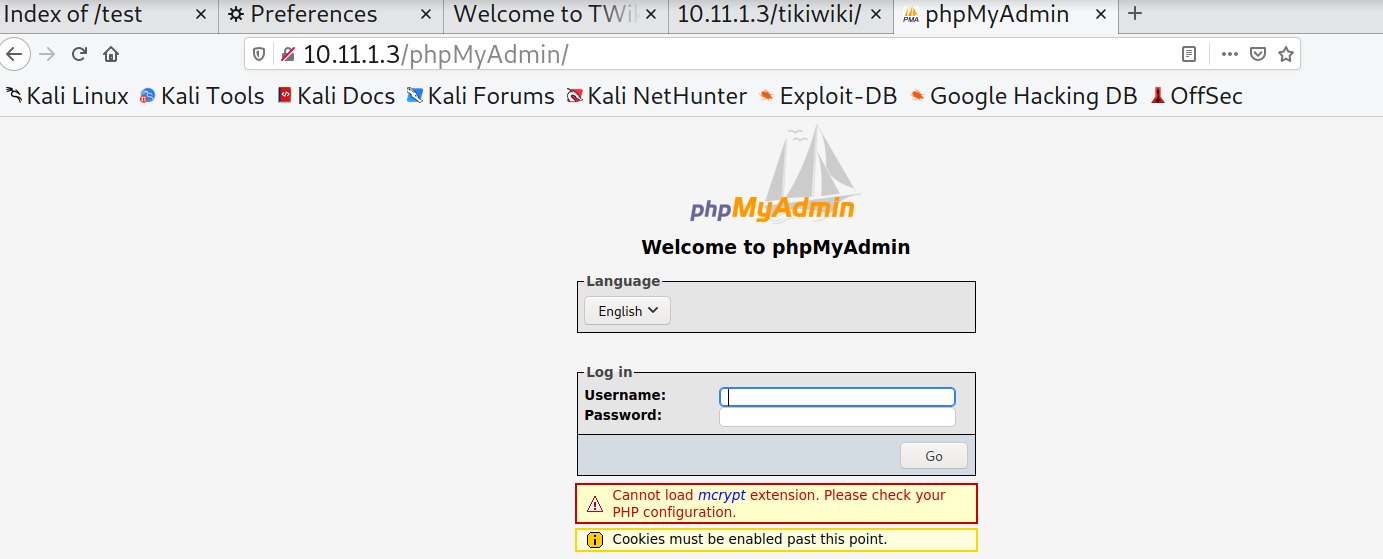 Index of /test Preferences Welcome to TWik 10.11.1.3/tikiwiki/ phpMyAdmin
10.11.1.3/phpMyAdmin/
Kali Linux Kali Tools Kali Docs Kali Forums Kali NetHunter Exploit-DB Google Hacking DB OffSec
phpMyAdmin
Welcome to phpMyAdmin
Language
English
Log in
Username:
Password:
Go
Cannot load mcrypt extension. Please check your
PHP configuration.
Cookies must be enabled past this point.